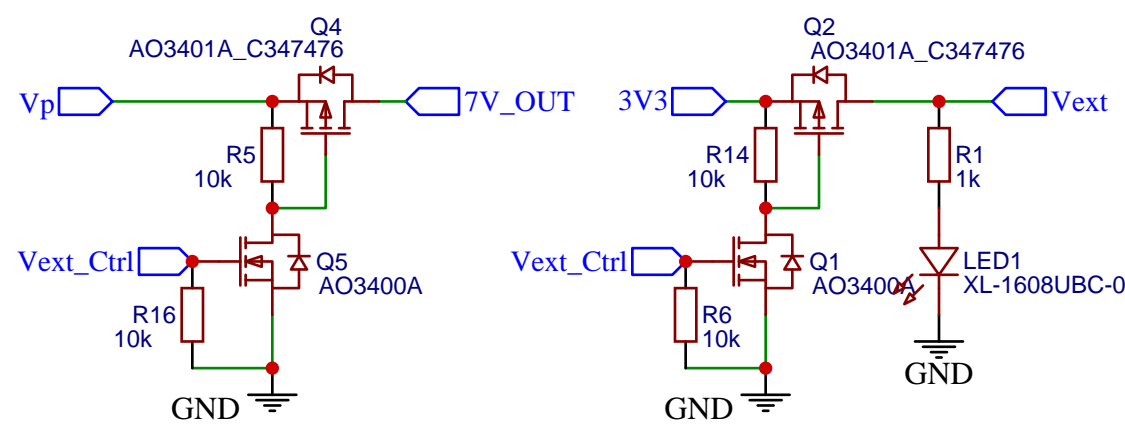 Q4
AO3401A_C347476
Vp
7V_OUT
R5
10k
Vext_Ctrl
Q5
AO3400A
R16
10k
GND
Q2
AO3401A_C347476
3V3
Vext
R14
10k
R1
1k
Vext_Ctrl
Q1
AO3400A
LED1
XL-1608UBC-0
R6
10k
GND
GND